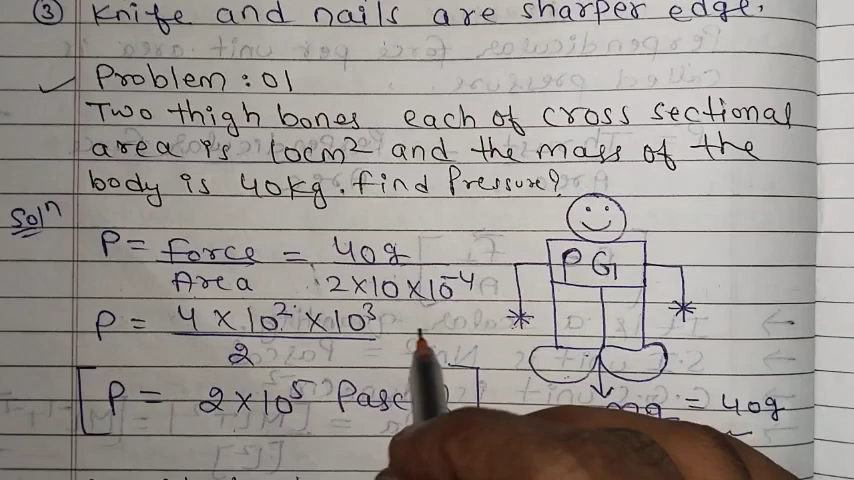 ③ Knife and nails are sharper edge.
Problem : 01
Two thigh bones each of cross sectional
area is 10cm² and the mass of the
body is 40kg. find Pressure?
Solⁿ
P = Force/Area = 40g/2×10×10⁻⁴
P = 4×10²×10³/2
P = 2×10⁵ Pasc
PG
mg = 40g